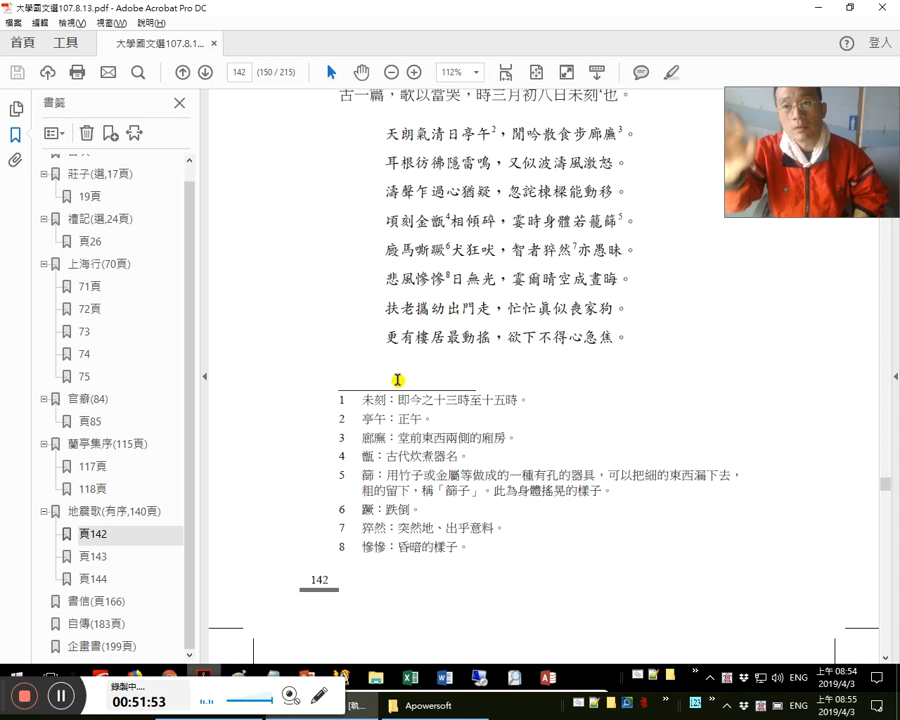 大學國文選107.8.13.pdf - Adobe Acrobat Pro DC
檔案 編輯 檢視(V) 視窗(W) 說明(H)
首頁 工具 大學國文選107.8.1... × 登入
142 (150 / 215) 112%
書籤
莊子(選,17頁)
19頁
禮記(選,24頁)
頁26
上海行(70頁)
71頁
72頁
73
74
75
官癖(84)
頁85
蘭亭集序(115頁)
117頁
118頁
地震歌(有序,140頁)
頁142
頁143
頁144
書信(頁166)
自傳(183頁)
企畫書(199頁)
古一篇，歌以當哭，時三月初八日未刻1也。
天朗氣清日亭午2，閒吟散食步廊廡3。
耳根彷彿隱雷鳴，又似波濤風激怒。
濤聲乍過心猶疑，忽詫棟樑能動移。
頃刻金甑4相傾碎，霎時身體若籠篩5。
廄馬嘶蹶6犬狂吠，智者猝然7亦愚昧。
悲風慘慘8日無光，霎爾晴空成晝晦。
扶老攜幼出門走，忙忙真似喪家狗。
更有樓居最動搖，欲下不得心急焦。
1 未刻：即今之十三時至十五時。
2 亭午：正午。
3 廊廡：堂前東西兩側的廂房。
4 甑：古代炊煮器名。
5 篩：用竹子或金屬等做成的一種有孔的器具，可以把細的東西漏下去，
粗的留下，稱「篩子」。此為身體搖晃的樣子。
6 蹶：跌倒。
7 猝然：突然地、出乎意料。
8 慘慘：昏暗的樣子。
142
錄製中....
00:51:53
[執...
Apowersoft
ENG
上午 08:54
2019/4/3
123
ENG
上午 08:55
2019/4/3